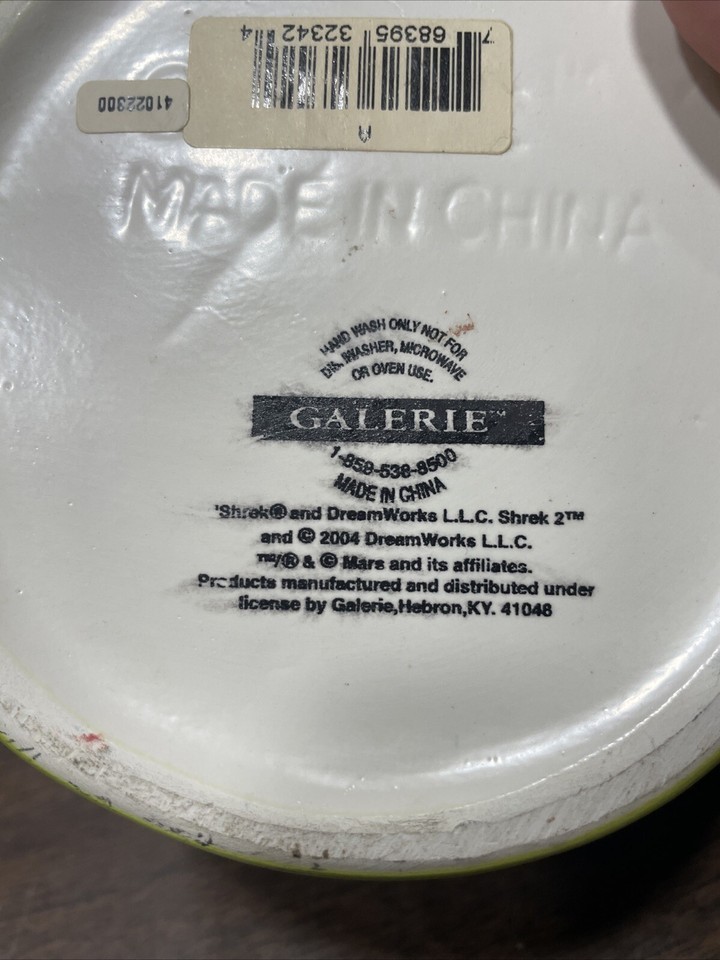 7 68395 32342 4
41022300
A
MADE IN CHINA
HAND WASH ONLY NOT FOR
DISHWASHER, MICROWAVE
OR OVEN USE.
GALERIE™
1-859-538-8500
MADE IN CHINA
Shrek® and DreamWorks L.L.C. Shrek 2™
and © 2004 DreamWorks L.L.C.
™/® & © Mars and its affiliates.
Products manufactured and distributed under
license by Galerie,Hebron,KY. 41048